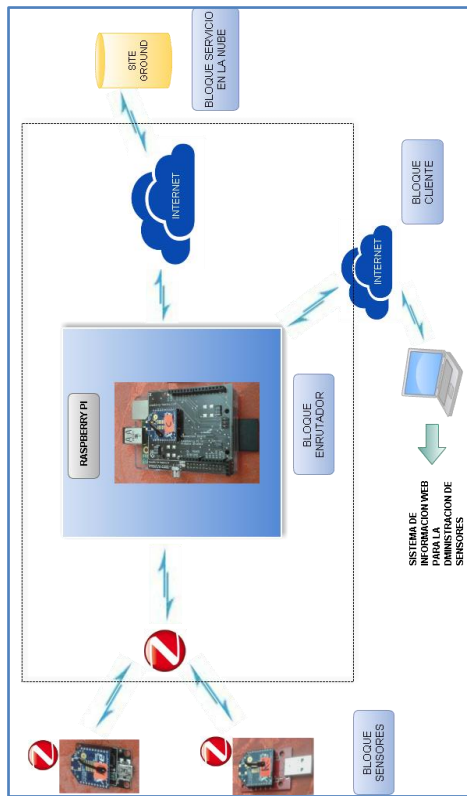 SITE
GROUND
BLOQUE SERVICIO
EN LA NUBE
INTERNET
BLOQUE
CLIENTE
INTERNET
RASPBERRY PI
BLOQUE
ENRUTADOR
SISTEMA DE
INFORMACION WEB
PARA LA
DMINISTRACION DE
SENSORES
BLOQUE
SENSORES